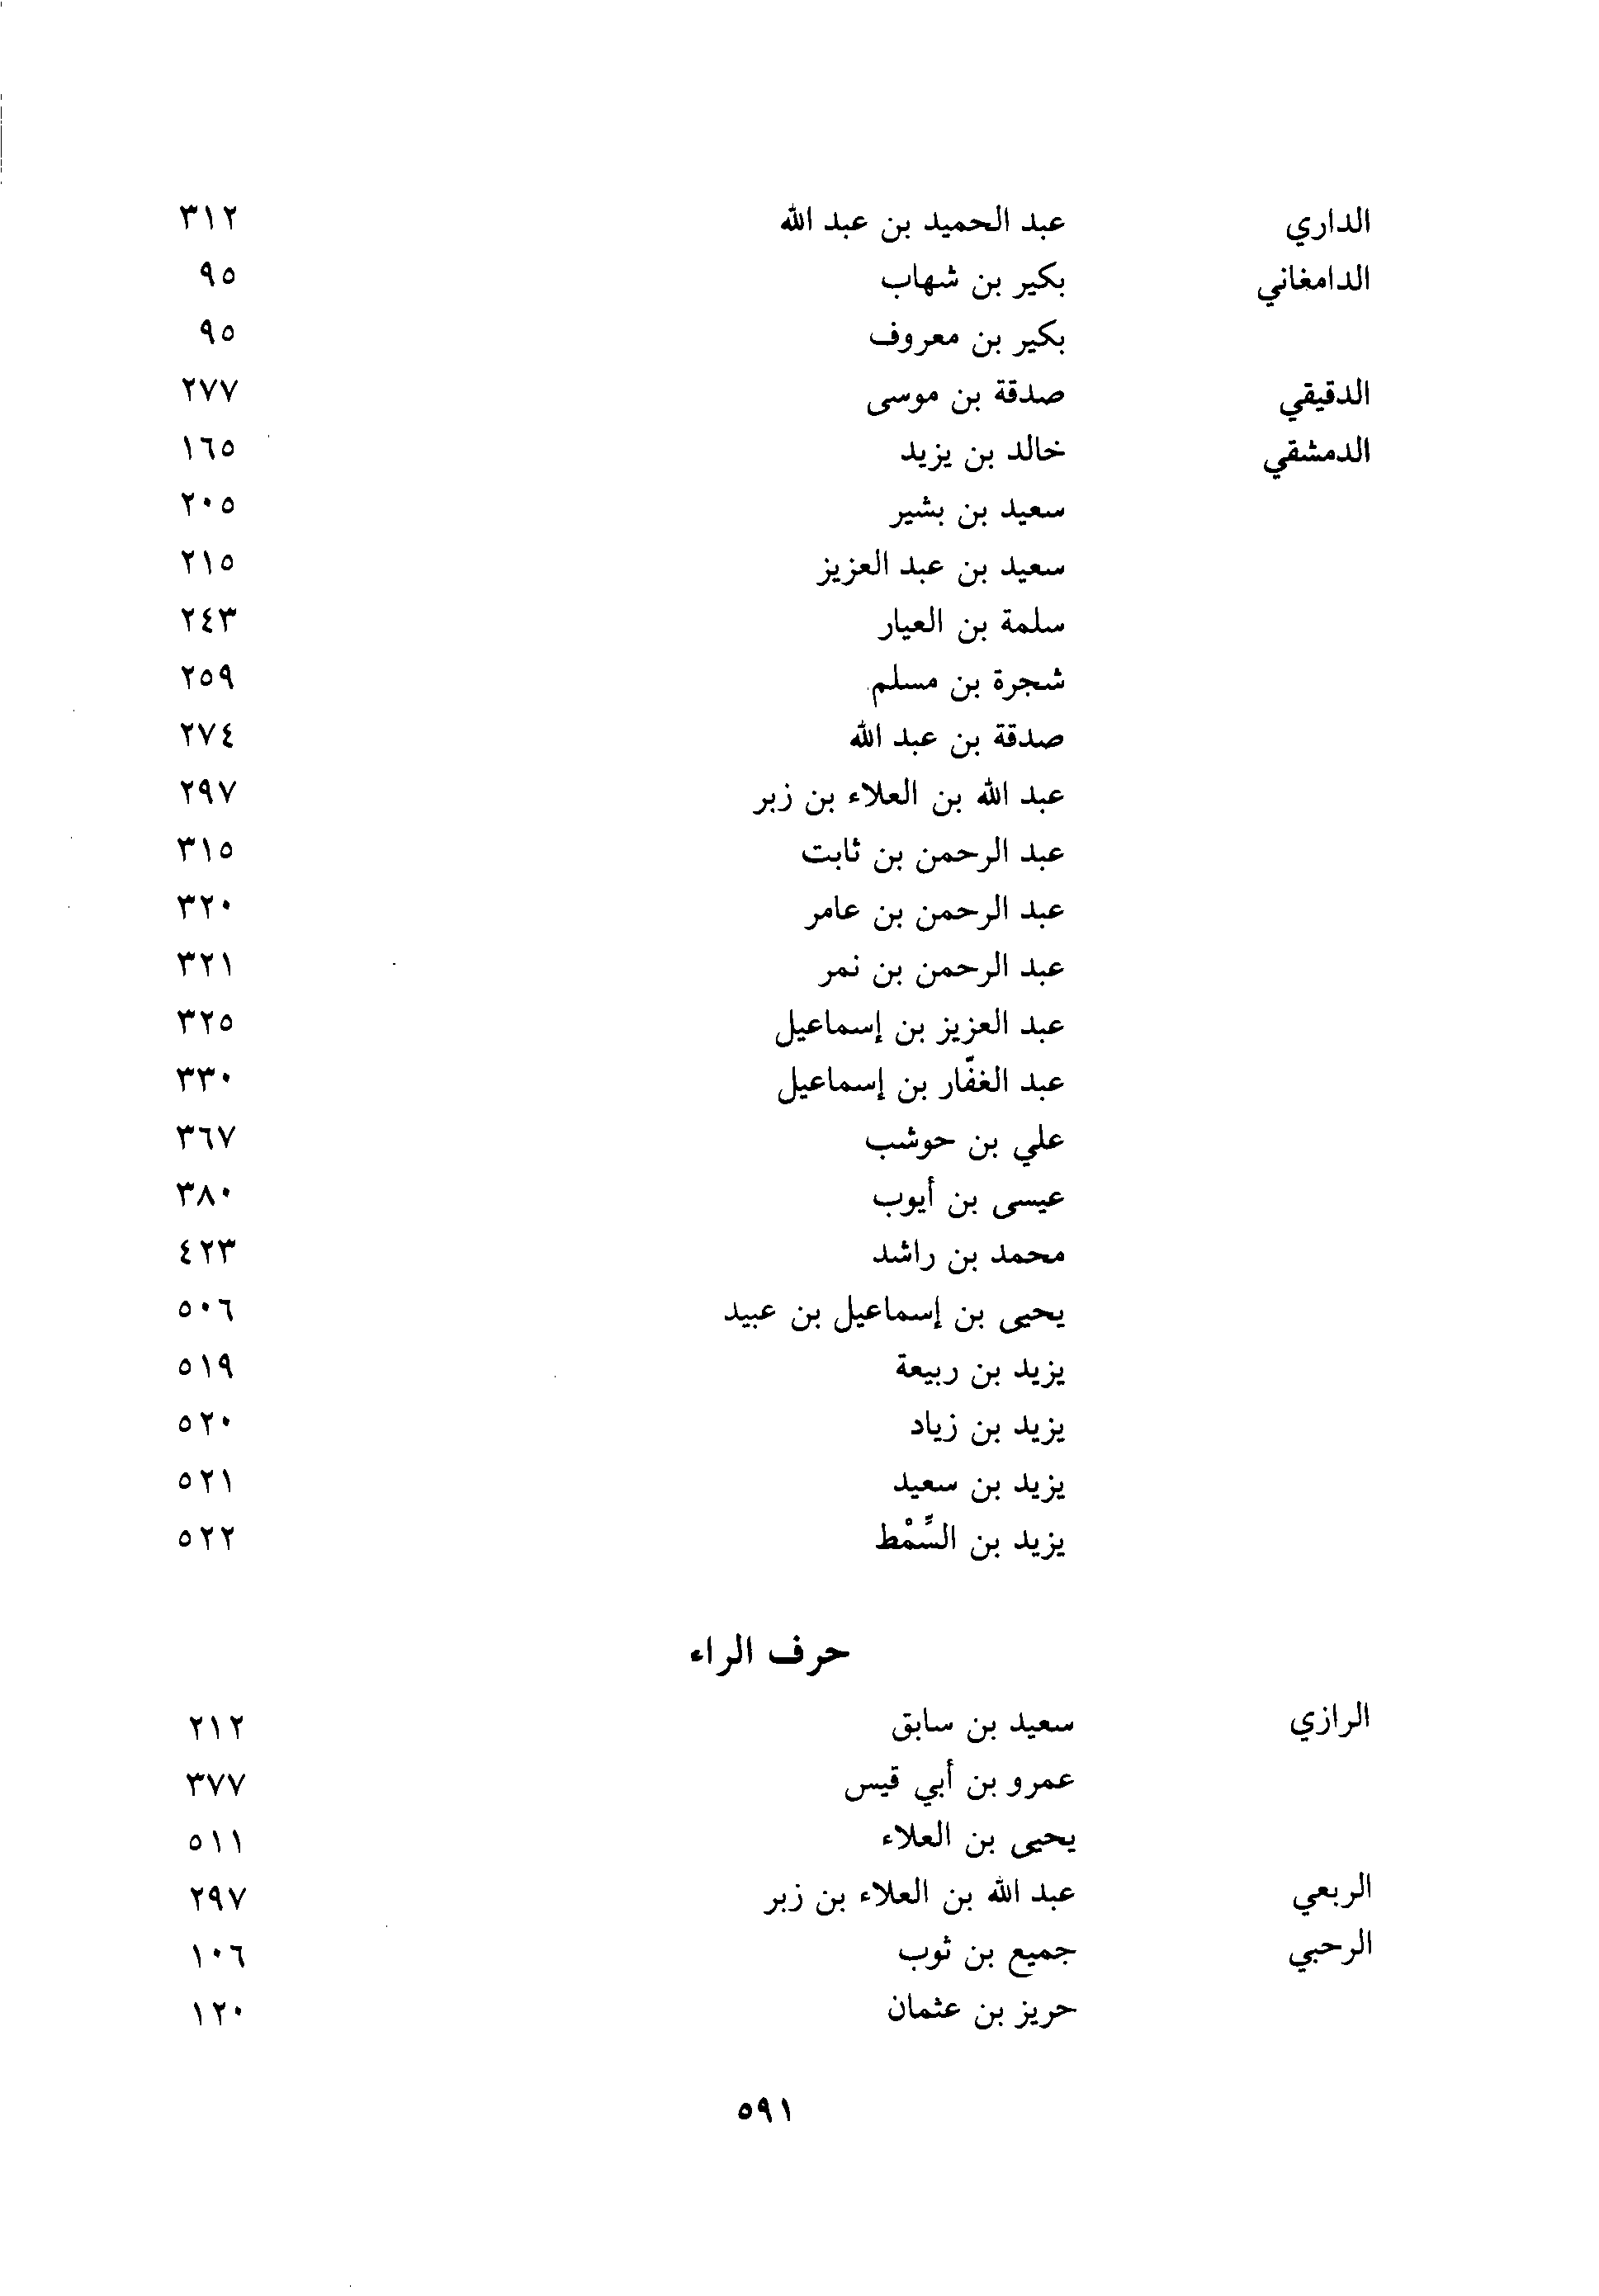 الداري عبد الحميد بن عبد الله ٣١٢
الدامغاني بكير بن شهاب ٩٥
بكير بن معروف ٩٥
الدقيقي صدقة بن موسى ٢٧٧
الدمشقي خالد بن يزيد ١٦٥
سعيد بن بشير ٢٠٥
سعيد بن عبد العزيز ٢١٥
سلمة بن العيار ٢٤٣
شجرة بن مسلم ٢٥٩
صدقة بن عبد الله ٢٧٤
عبد الله بن العلاء بن زبر ٢٩٧
عبد الرحمن بن ثابت ٣١٥
عبد الرحمن بن عامر ٣٢٠
عبد الرحمن بن نمر ٣٢١
عبد العزيز بن إسماعيل ٣٢٥
عبد الغفّار بن إسماعيل ٣٣٠
علي بن حوشب ٣٦٧
عيسى بن أيوب ٣٨٠
محمد بن راشد ٤٢٣
يحيى بن إسماعيل بن عبيد ٥٠٦
يزيد بن ربيعة ٥١٩
يزيد بن زياد ٥٢٠
يزيد بن سعيد ٥٢١
يزيد بن السِّمْط ٥٢٢
حرف الراء
الرازي سعيد بن سابق ٢١٢
عمرو بن أبي قيس ٣٧٧
يحيى بن العلاء ٥١١
الربعي عبد الله بن العلاء بن زبر ٢٩٧
الرحبي جميع بن ثوب ١٠٦
حريز بن عثمان ١٢٠
٥٩١